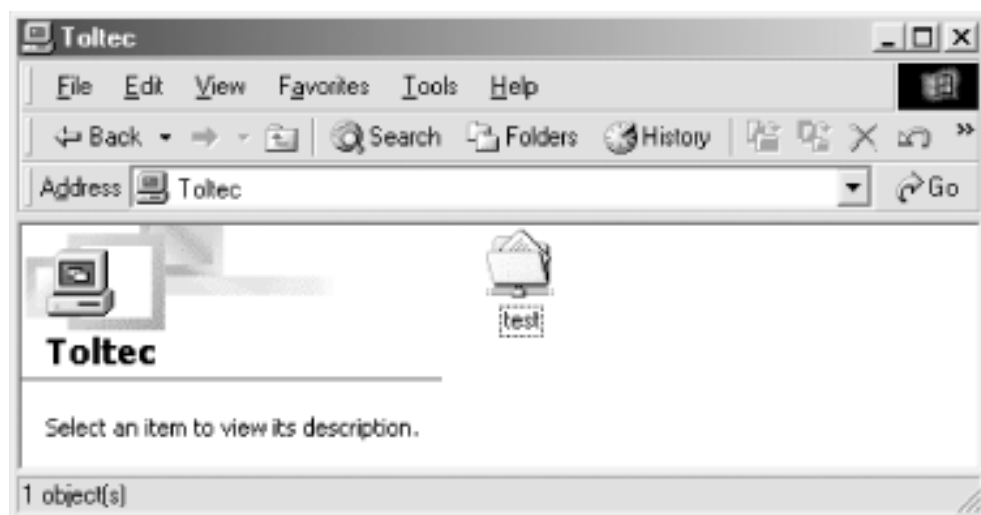 Toltec
File Edit View Favorites Tools Help
Back Search Folders History »
Address Toltec Go
test
Toltec
Select an item to view its description.
1 object(s)